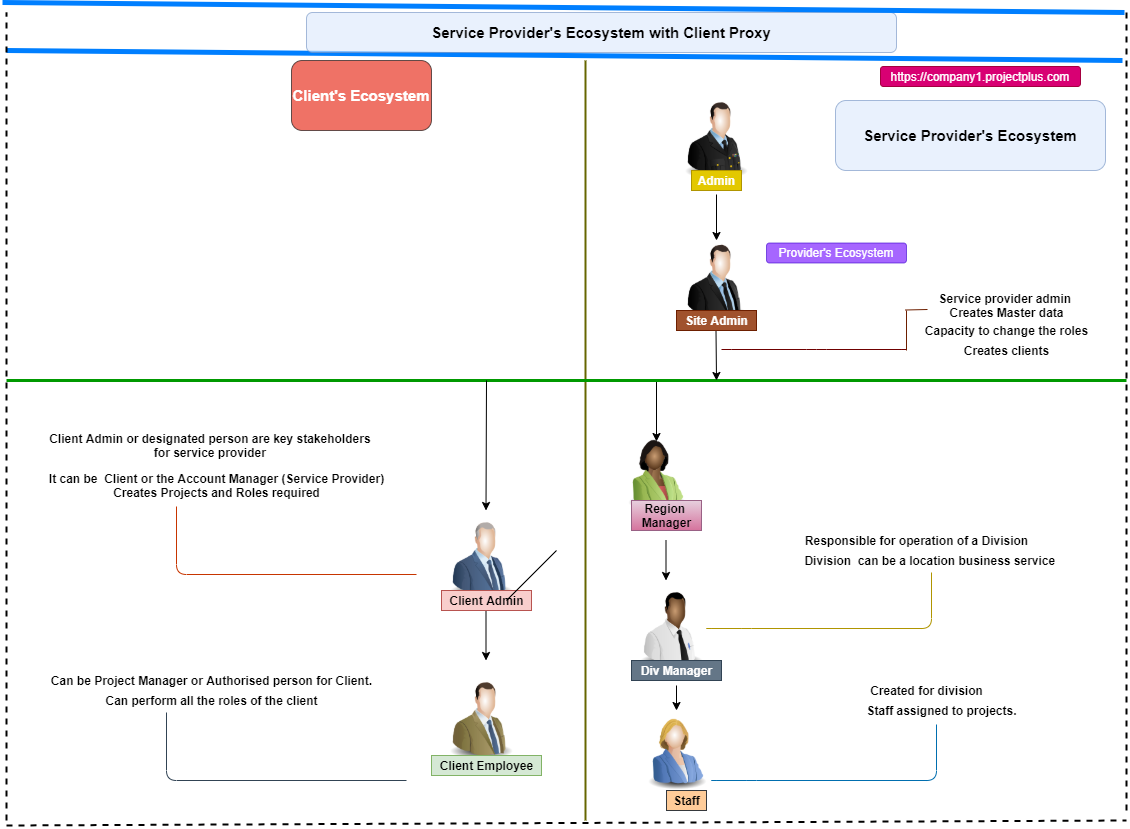 Service Provider's Ecosystem with Client Proxy
Client's Ecosystem
https://company1.projectplus.com
Service Provider's Ecosystem
Admin
Provider's Ecosystem
Site Admin
Service provider admin
Creates Master data
Capacity to change the roles
Creates clients
Client Admin or designated person are key stakeholders
for service provider
It can be  Client or the Account Manager (Service Provider)
Creates Projects and Roles required
Client Admin
Can be Project Manager or Authorised person for Client.
Can perform all the roles of the client
Client Employee
Region
Manager
Responsible for operation of a Division
Division  can be a location business service
Div Manager
Created for division
Staff assigned to projects.
Staff